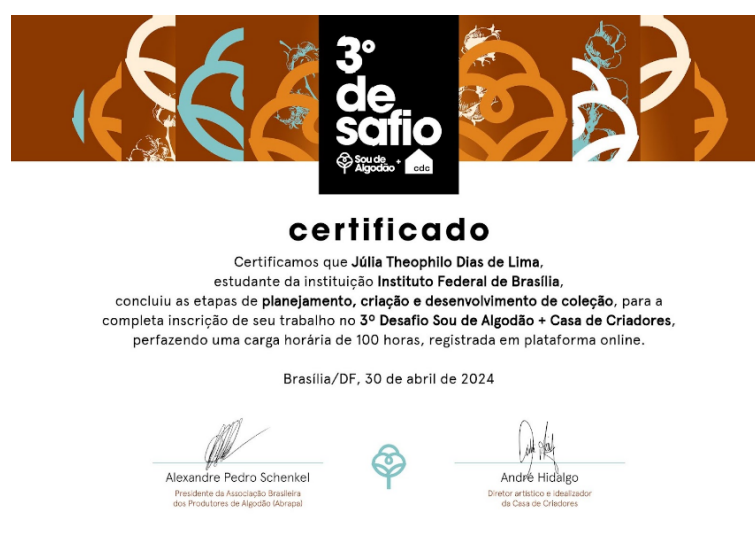 3º
de
safio
Sou de
Algodão + cdc
certificado
Certificamos que Júlia Theophilo Dias de Lima,
estudante da instituição Instituto Federal de Brasília,
concluiu as etapas de planejamento, criação e desenvolvimento de coleção, para a
completa inscrição de seu trabalho no 3º Desafio Sou de Algodão + Casa de Criadores,
perfazendo uma carga horária de 100 horas, registrada em plataforma online.
Brasília/DF, 30 de abril de 2024
Alexandre Pedro Schenkel
Presidente da Associação Brasileira
dos Produtores de Algodão (Abrapa)
André Hidalgo
Diretor artístico e idealizador
da Casa de Criadores